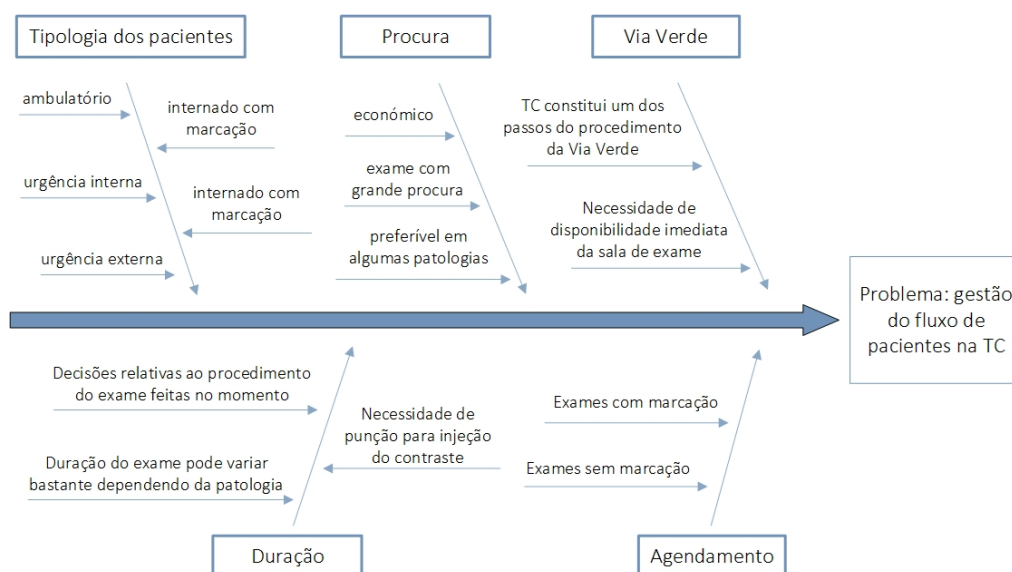 Tipologia dos pacientes
Procura
Via Verde
ambulatório
internado com
marcação
urgência interna
internado com
marcação
urgência externa
económico
exame com
grande procura
preferível em
algumas patologias
TC constitui um dos
passos do procedimento
da Via Verde
Necessidade de
disponibilidade imediata
da sala de exame
Problema: gestão
do fluxo de
pacientes na TC
Decisões relativas ao procedimento
do exame feitas no momento
Necessidade de
punção para injeção
do contraste
Duração do exame pode variar
bastante dependendo da patologia
Exames com marcação
Exames sem marcação
Duração
Agendamento